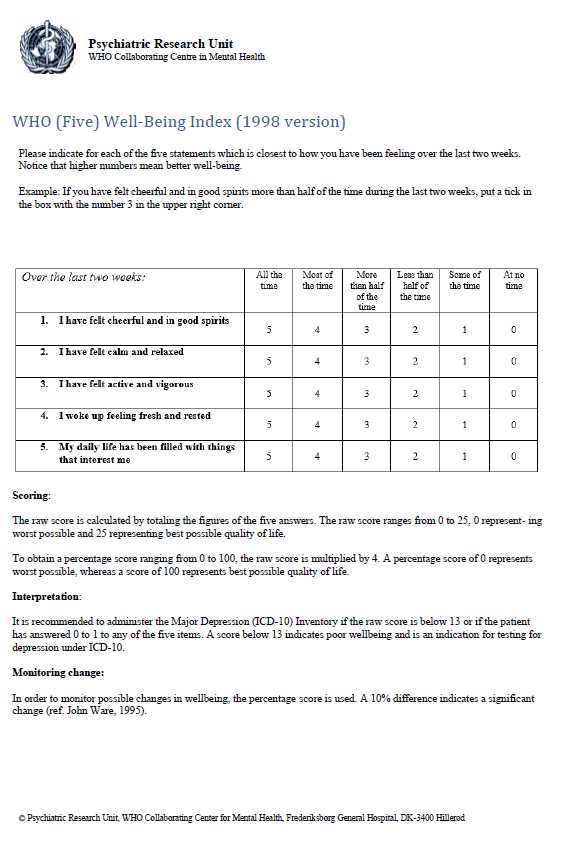 Psychiatric Research Unit
WHO Collaborating Centre in Mental Health
WHO (Five) Well-Being Index (1998 version)
Please indicate for each of the five statements which is closest to how you have been feeling over the last two weeks.
Notice that higher numbers mean better well-being.
Example: If you have felt cheerful and in good spirits more than half of the time during the last two weeks, put a tick in
the box with the number 3 in the upper right corner.
Over the last two weeks:
All the
time
Most of
the time
More
than half
of the
time
Less than
half of
the time
Some of
the time
At no
time
1. I have felt cheerful and in good spirits
5 4 3 2 1 0
2. I have felt calm and relaxed
5 4 3 2 1 0
3. I have felt active and vigorous
5 4 3 2 1 0
4. I woke up feeling fresh and rested
5 4 3 2 1 0
5. My daily life has been filled with things
that interest me
5 4 3 2 1 0
Scoring:
The raw score is calculated by totaling the figures of the five answers. The raw score ranges from 0 to 25, 0 represent- ing
worst possible and 25 representing best possible quality of life.
To obtain a percentage score ranging from 0 to 100, the raw score is multiplied by 4. A percentage score of 0 represents
worst possible, whereas a score of 100 represents best possible quality of life.
Interpretation:
It is recommended to administer the Major Depression (ICD-10) Inventory if the raw score is below 13 or if the patient
has answered 0 to 1 to any of the five items. A score below 13 indicates poor wellbeing and is an indication for testing for
depression under ICD-10.
Monitoring change:
In order to monitor possible changes in wellbeing, the percentage score is used. A 10% difference indicates a significant
change (ref. John Ware, 1995).
© Psychiatric Research Unit, WHO Collaborating Center for Mental Health, Frederiksborg General Hospital, DK-3400 Hillerød